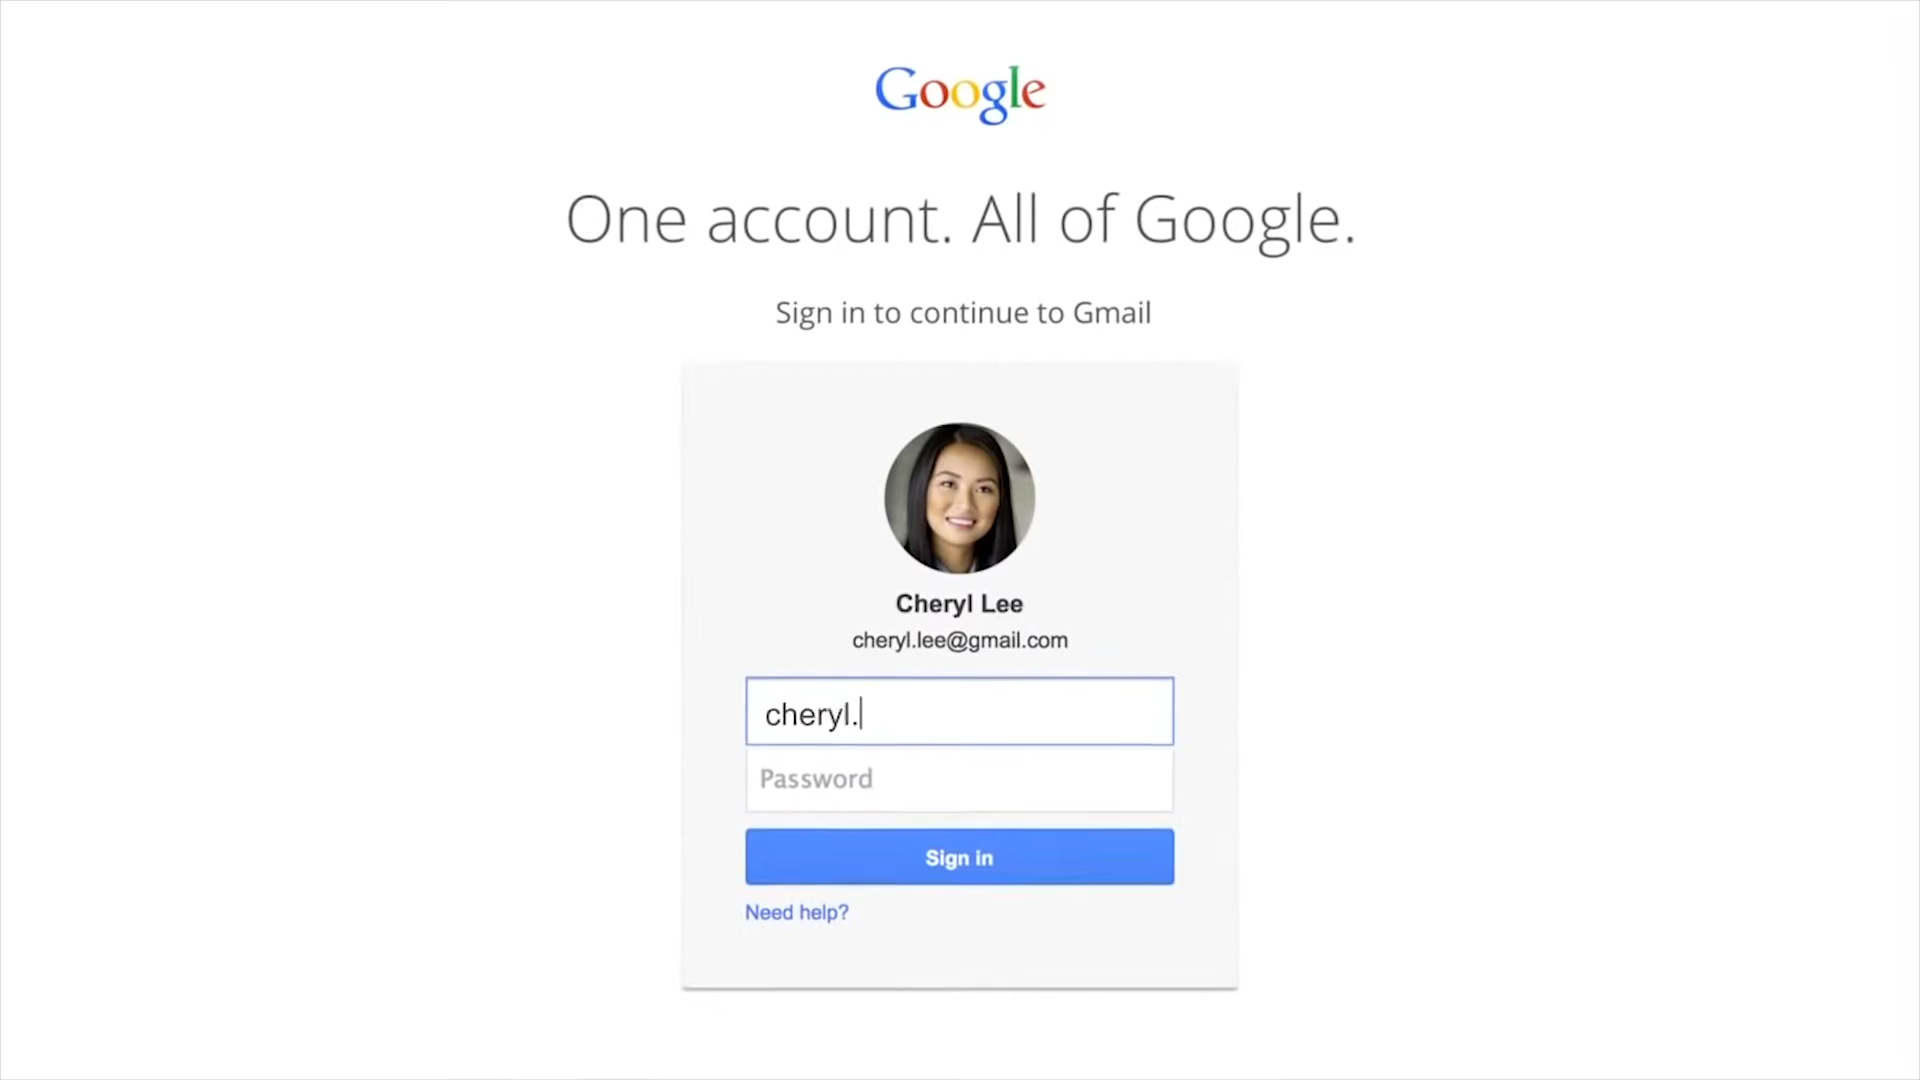 Google
One account. All of Google.
Sign in to continue to Gmail
Cheryl Lee
cheryl.lee@gmail.com
cheryl.
Password
Sign in
Need help?